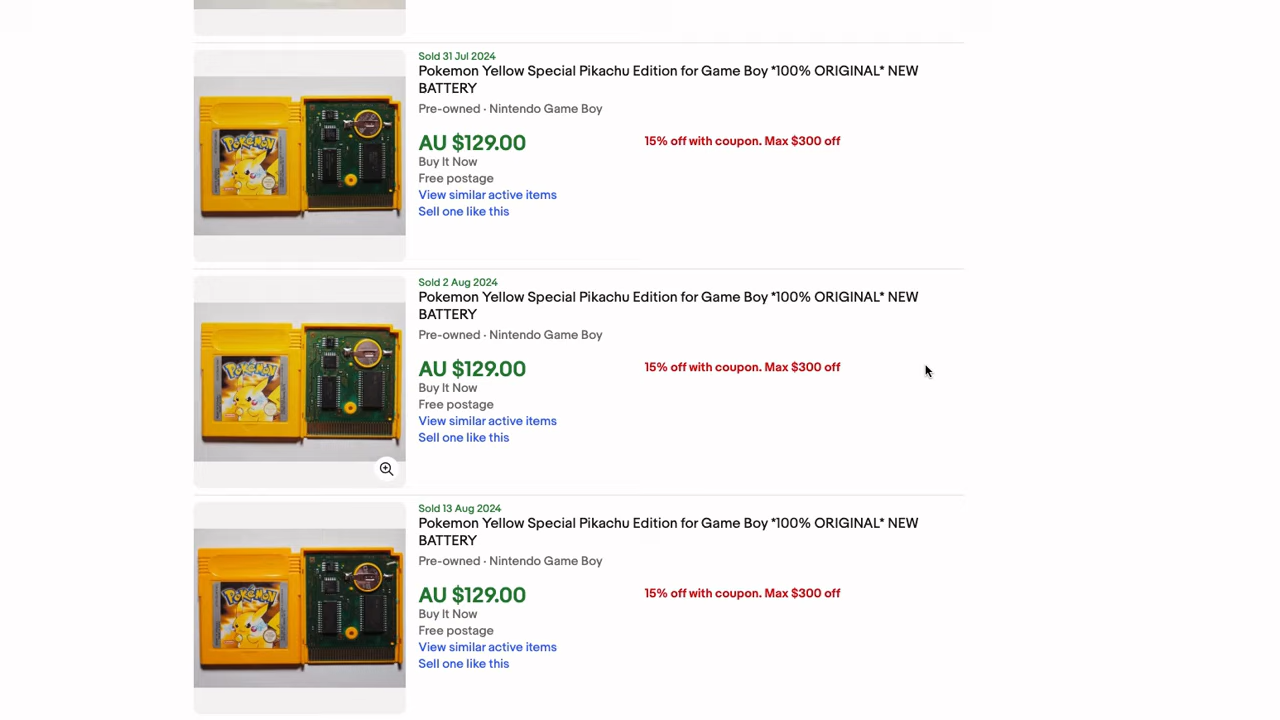 Sold 31 Jul 2024
Pokemon Yellow Special Pikachu Edition for Game Boy *100% ORIGINAL* NEW
BATTERY
Pre-owned · Nintendo Game Boy
AU $129.00
15% off with coupon. Max $300 off
Buy It Now
Free postage
View similar active items
Sell one like this
POKéMON
Sold 2 Aug 2024
Pokemon Yellow Special Pikachu Edition for Game Boy *100% ORIGINAL* NEW
BATTERY
Pre-owned · Nintendo Game Boy
AU $129.00
15% off with coupon. Max $300 off
Buy It Now
Free postage
View similar active items
Sell one like this
POKéMON
Sold 13 Aug 2024
Pokemon Yellow Special Pikachu Edition for Game Boy *100% ORIGINAL* NEW
BATTERY
Pre-owned · Nintendo Game Boy
AU $129.00
15% off with coupon. Max $300 off
Buy It Now
Free postage
View similar active items
Sell one like this
POKéMON